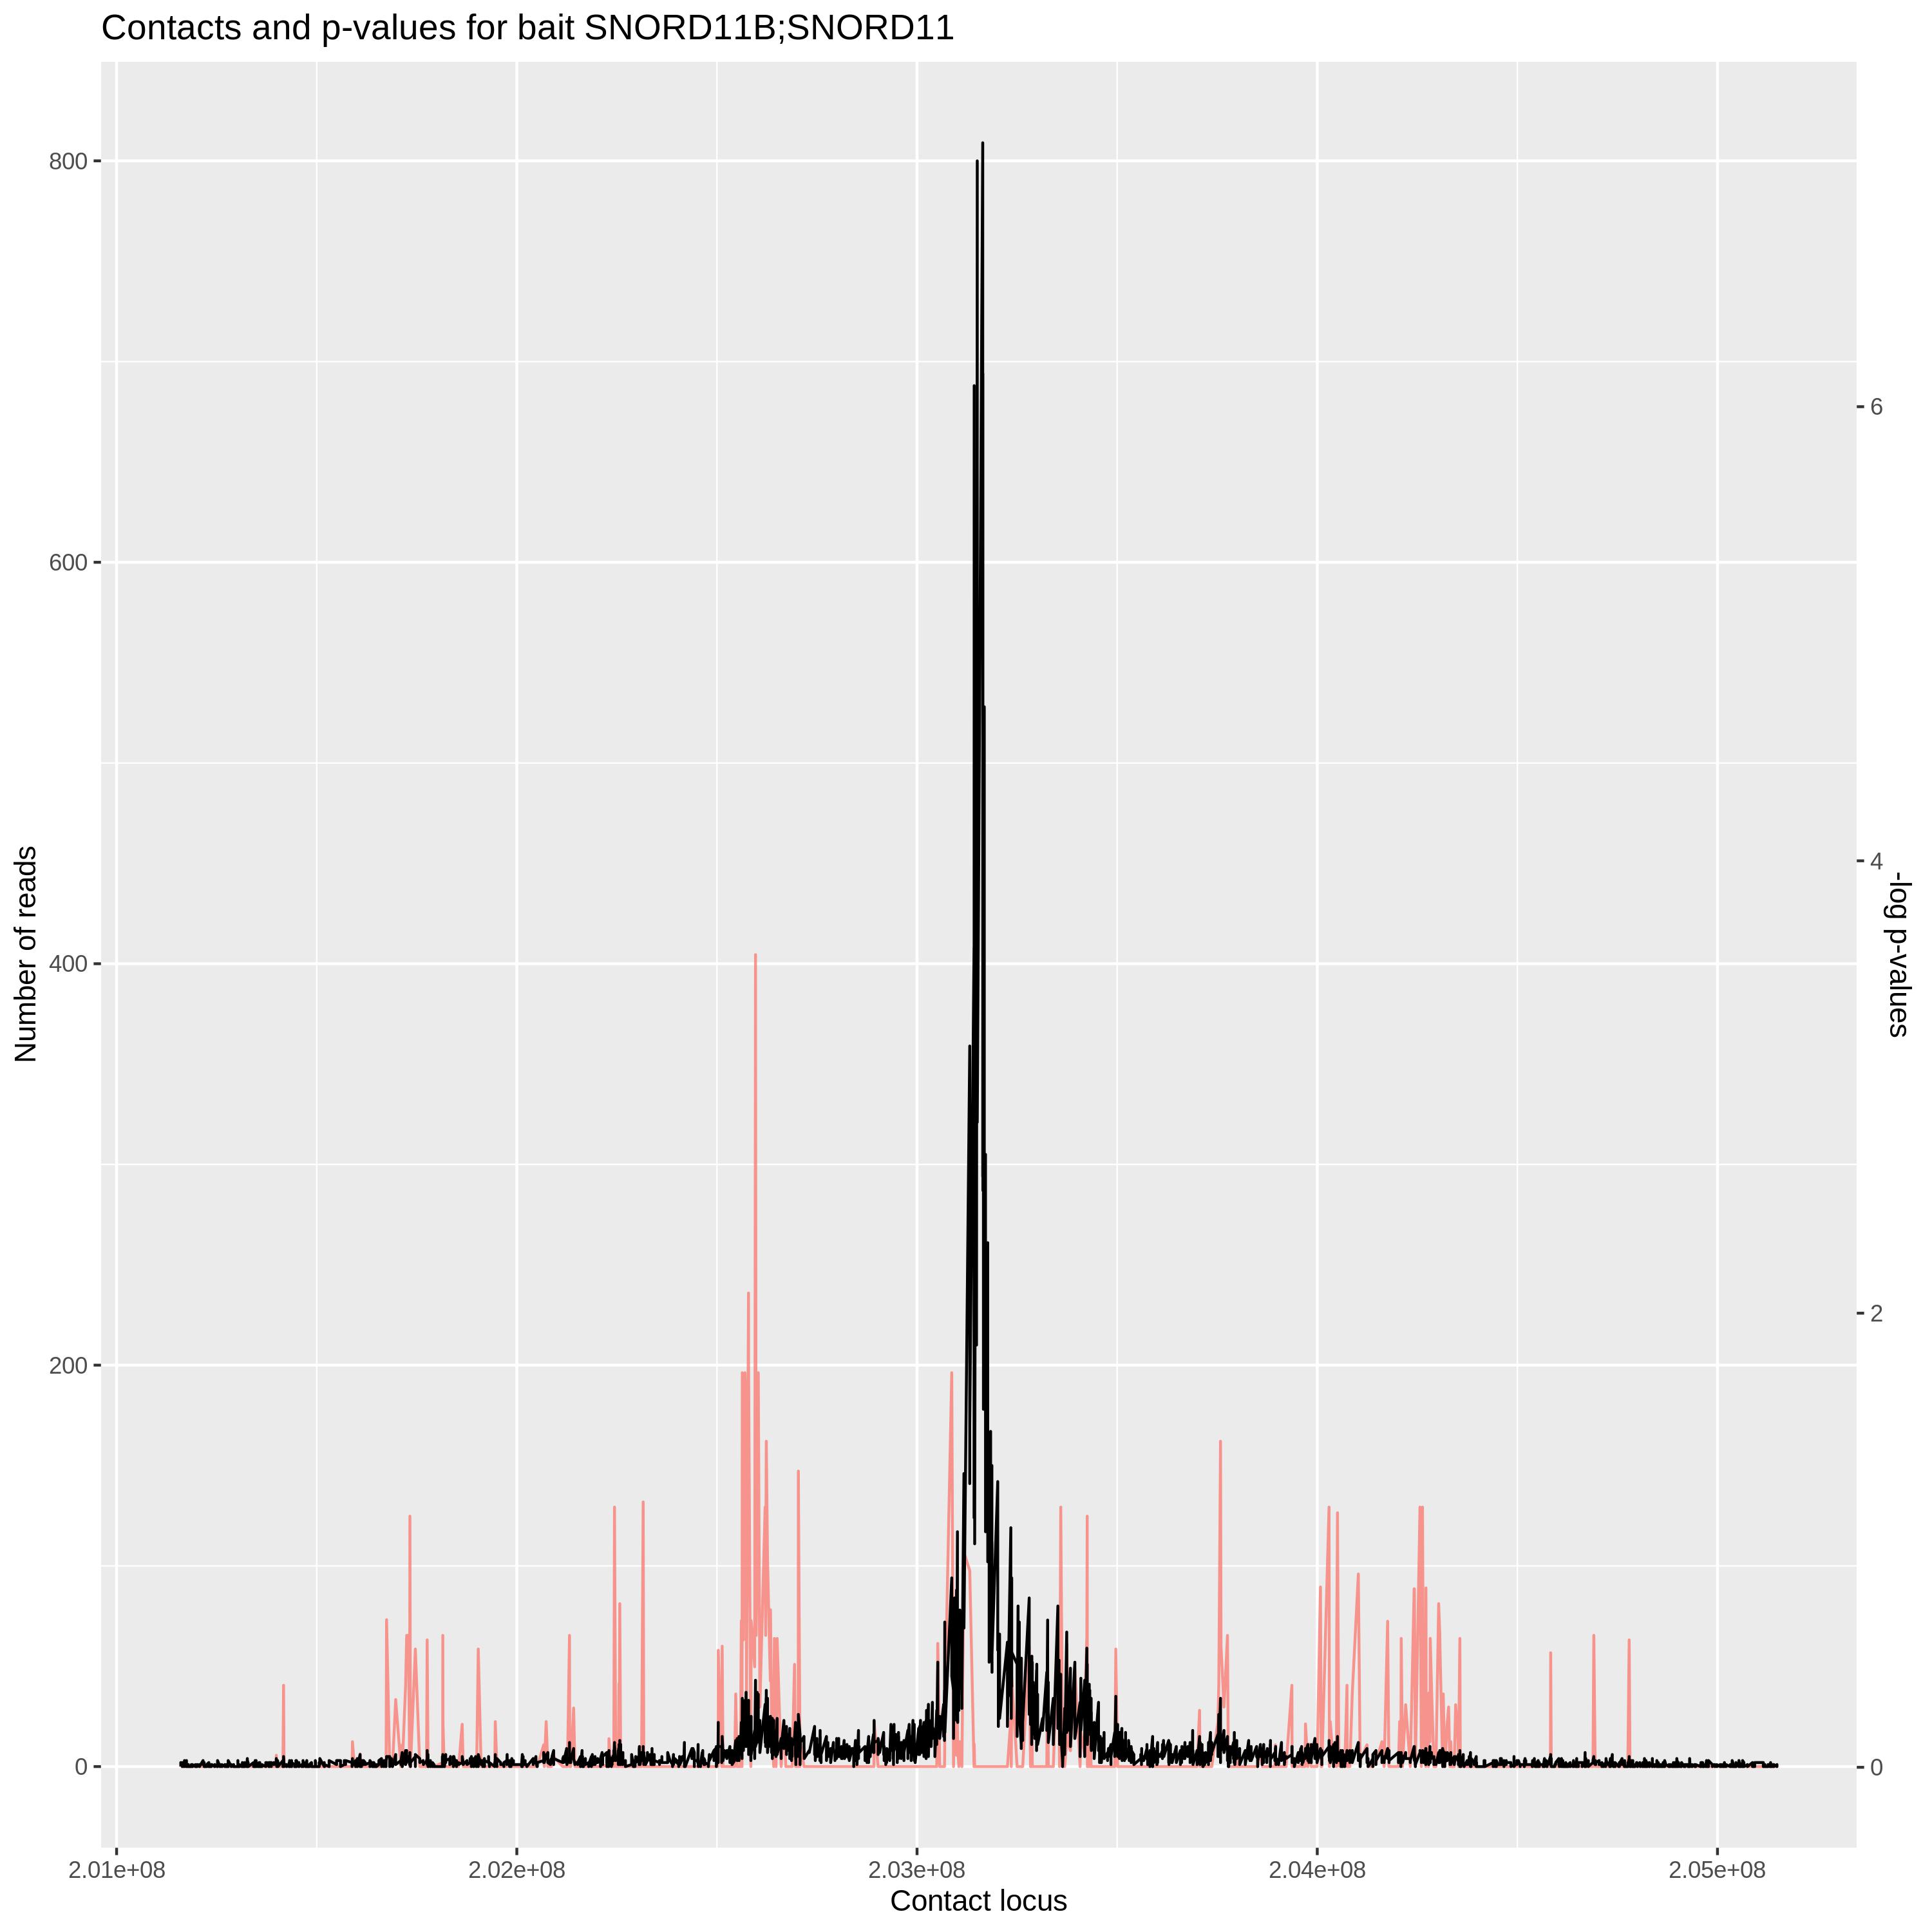 Contacts and p-values for bait SNORD11B;SNORD11
800
600
400
200
0
Number of reads
6
4
2
0
-log p-values
2.01e+08
2.02e+08
2.03e+08
2.04e+08
2.05e+08
Contact locus